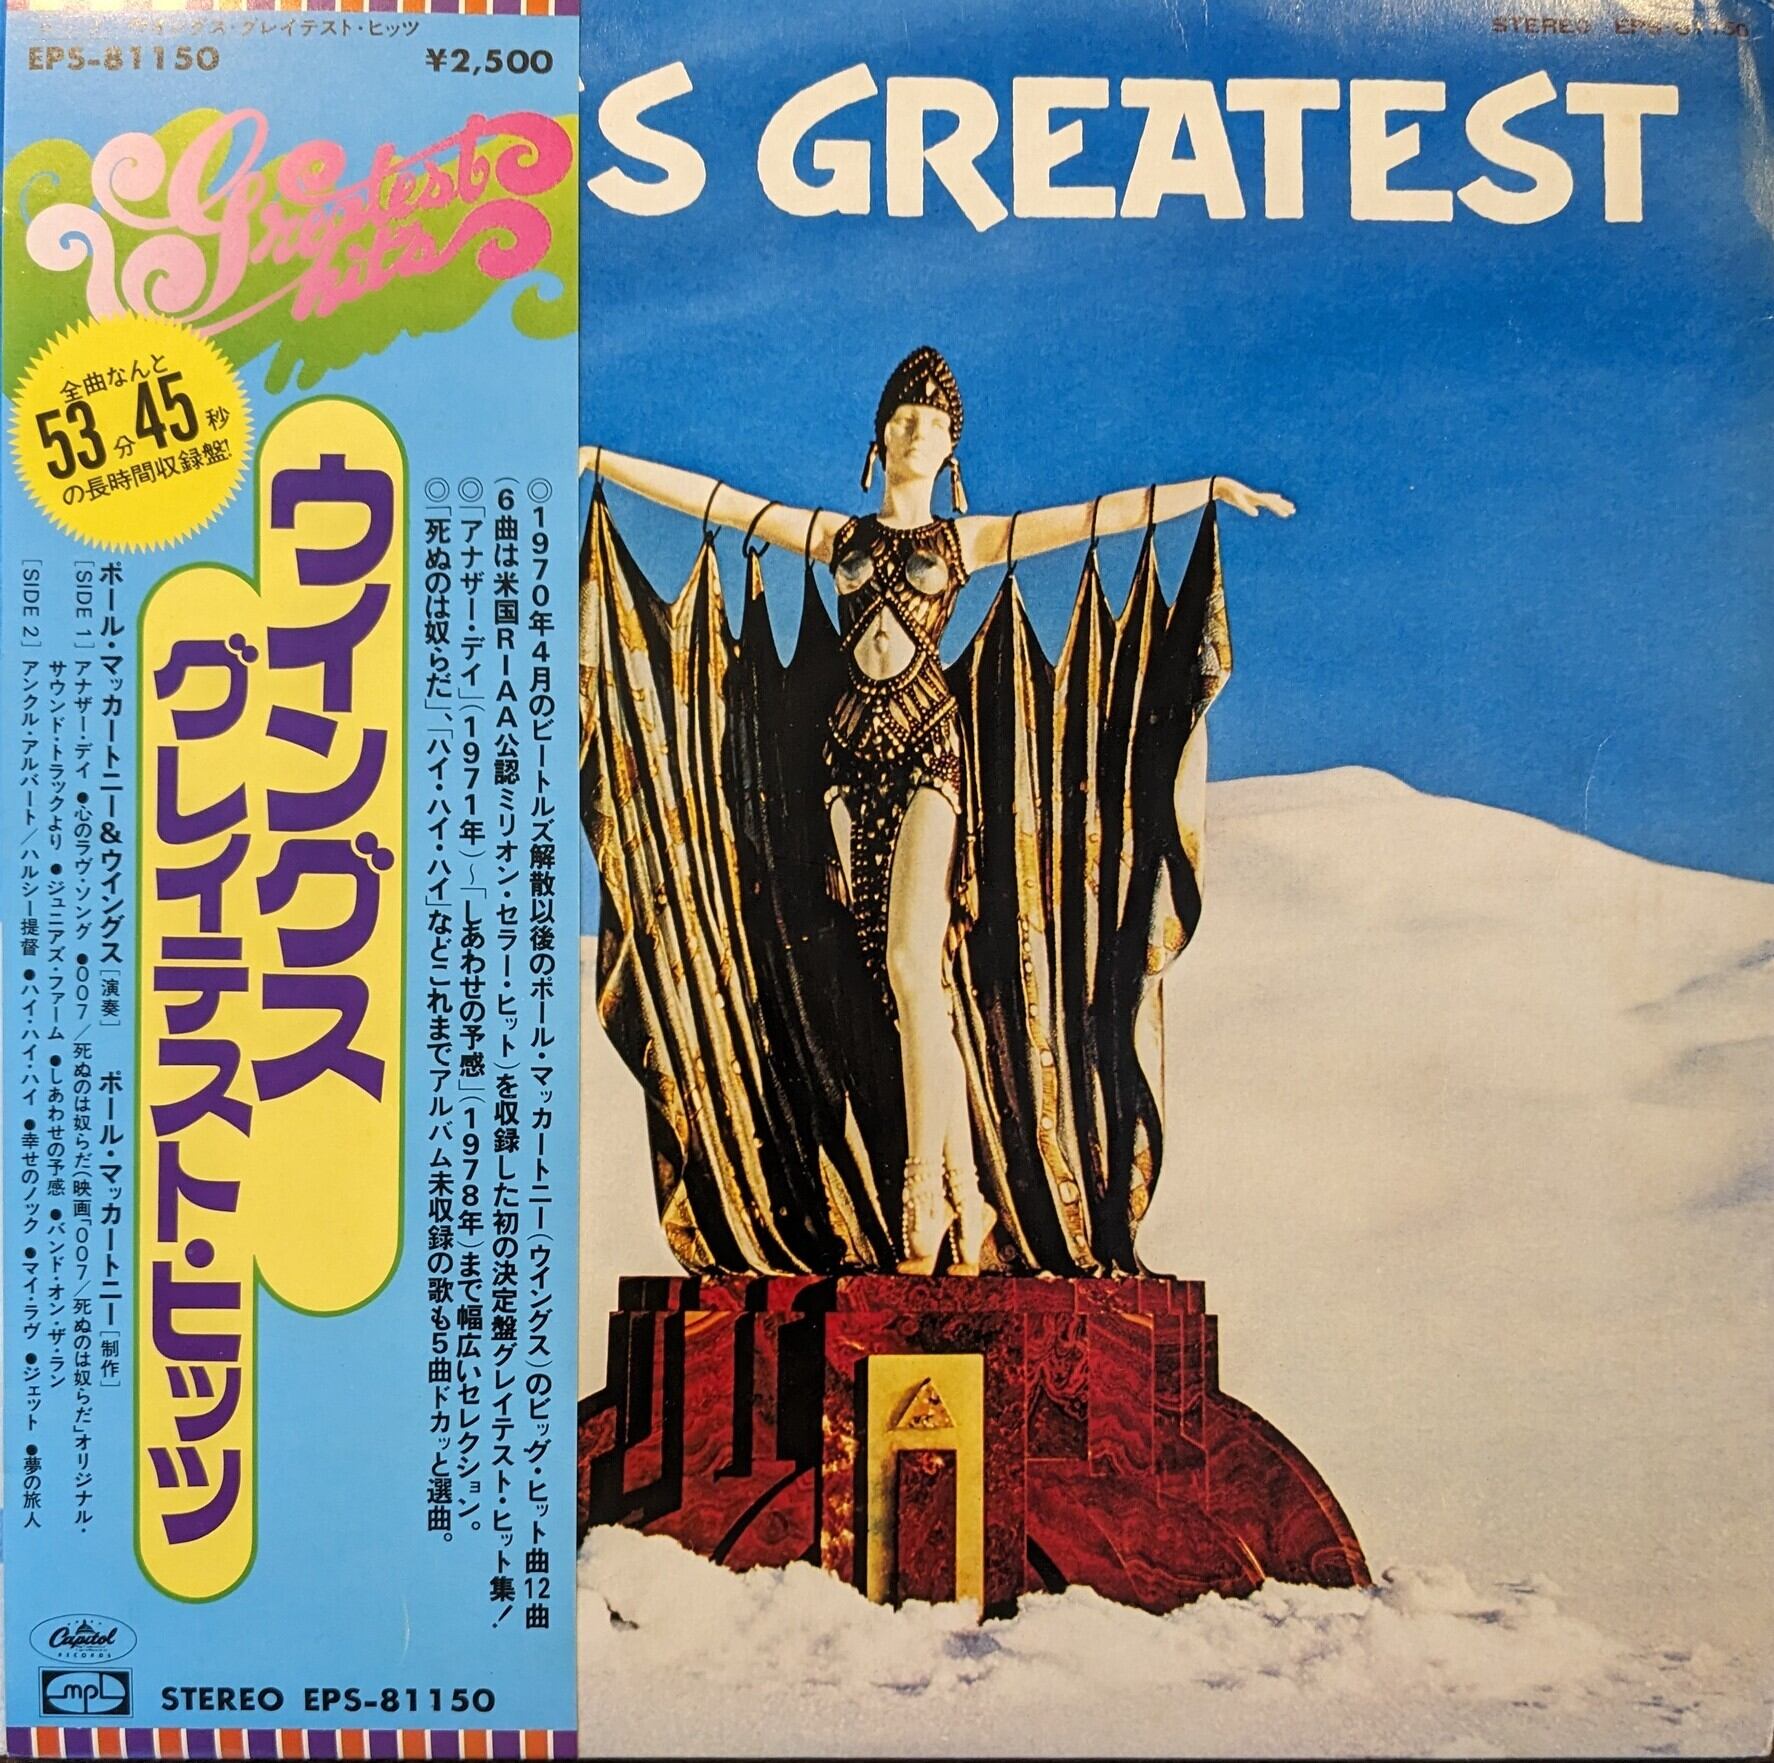 ウイングス・グレイテスト・ヒッツ
EPS-81150
¥2,500
greatest
hits
全曲なんと
53分45秒
の長時間収録盤!
ウイングス
グレイテスト・ヒッツ
◎1970年4月のビートルズ解散以後のポール・マッカートニー(ウイングス)のビッグ・ヒット曲12曲
(6曲は米国RIAA公認ミリオン・セラー・ヒット)を収録した初の決定盤グレイテスト・ヒット集!
◎「アナザー・デイ」(1971年)～「しあわせの予感」(1978年)まで幅広いセレクション。
◎「死ぬのは奴らだ」、「ハイ・ハイ・ハイ」などこれまでアルバム未収録の歌も5曲ドカッと選曲。
ポール・マッカートニー&ウイングス[演奏] ポール・マッカートニー[制作]
[SIDE 1] アナザー・デイ ●心のラヴ・ソング ●007/死ぬのは奴らだ(映画「007/死ぬのは奴らだ」オリジナル・
サウンド・トラックより) ●ジュニアズ・ファーム ●しあわせの予感 ●バンド・オン・ザ・ラン
[SIDE 2] アンクル・アルバート/ハルシー提督 ●ハイ・ハイ・ハイ ●幸せのノック ●マイ・ラヴ ●ジェット ●夢の旅人
Capitol
RECORDS
mpl
STEREO EPS-81150
STEREO EPS-81150
'S GREATEST